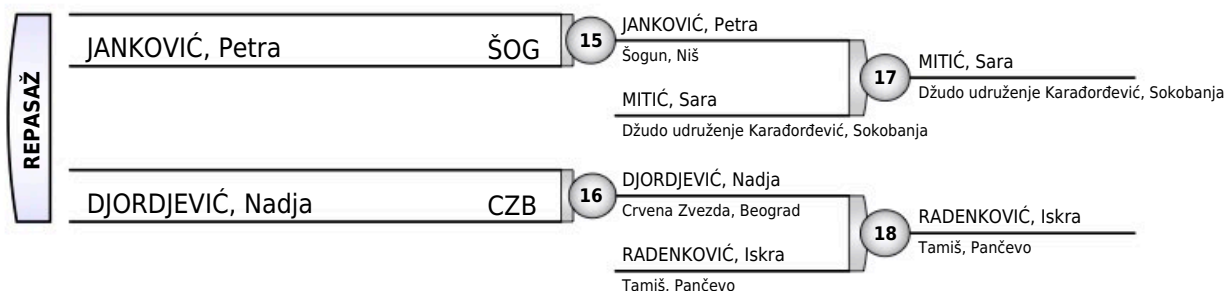 REPASAŽ
JANKOVIĆ, Petra ŠOG
15
JANKOVIĆ, Petra
Šogun, Niš
MITIĆ, Sara
Džudo udruženje Karađorđević, Sokobanja
17
MITIĆ, Sara
Džudo udruženje Karađorđević, Sokobanja
DJORDJEVIĆ, Nadja CZB
16
DJORDJEVIĆ, Nadja
Crvena Zvezda, Beograd
RADENKOVIĆ, Iskra
Tamiš, Pančevo
18
RADENKOVIĆ, Iskra
Tamiš, Pančevo